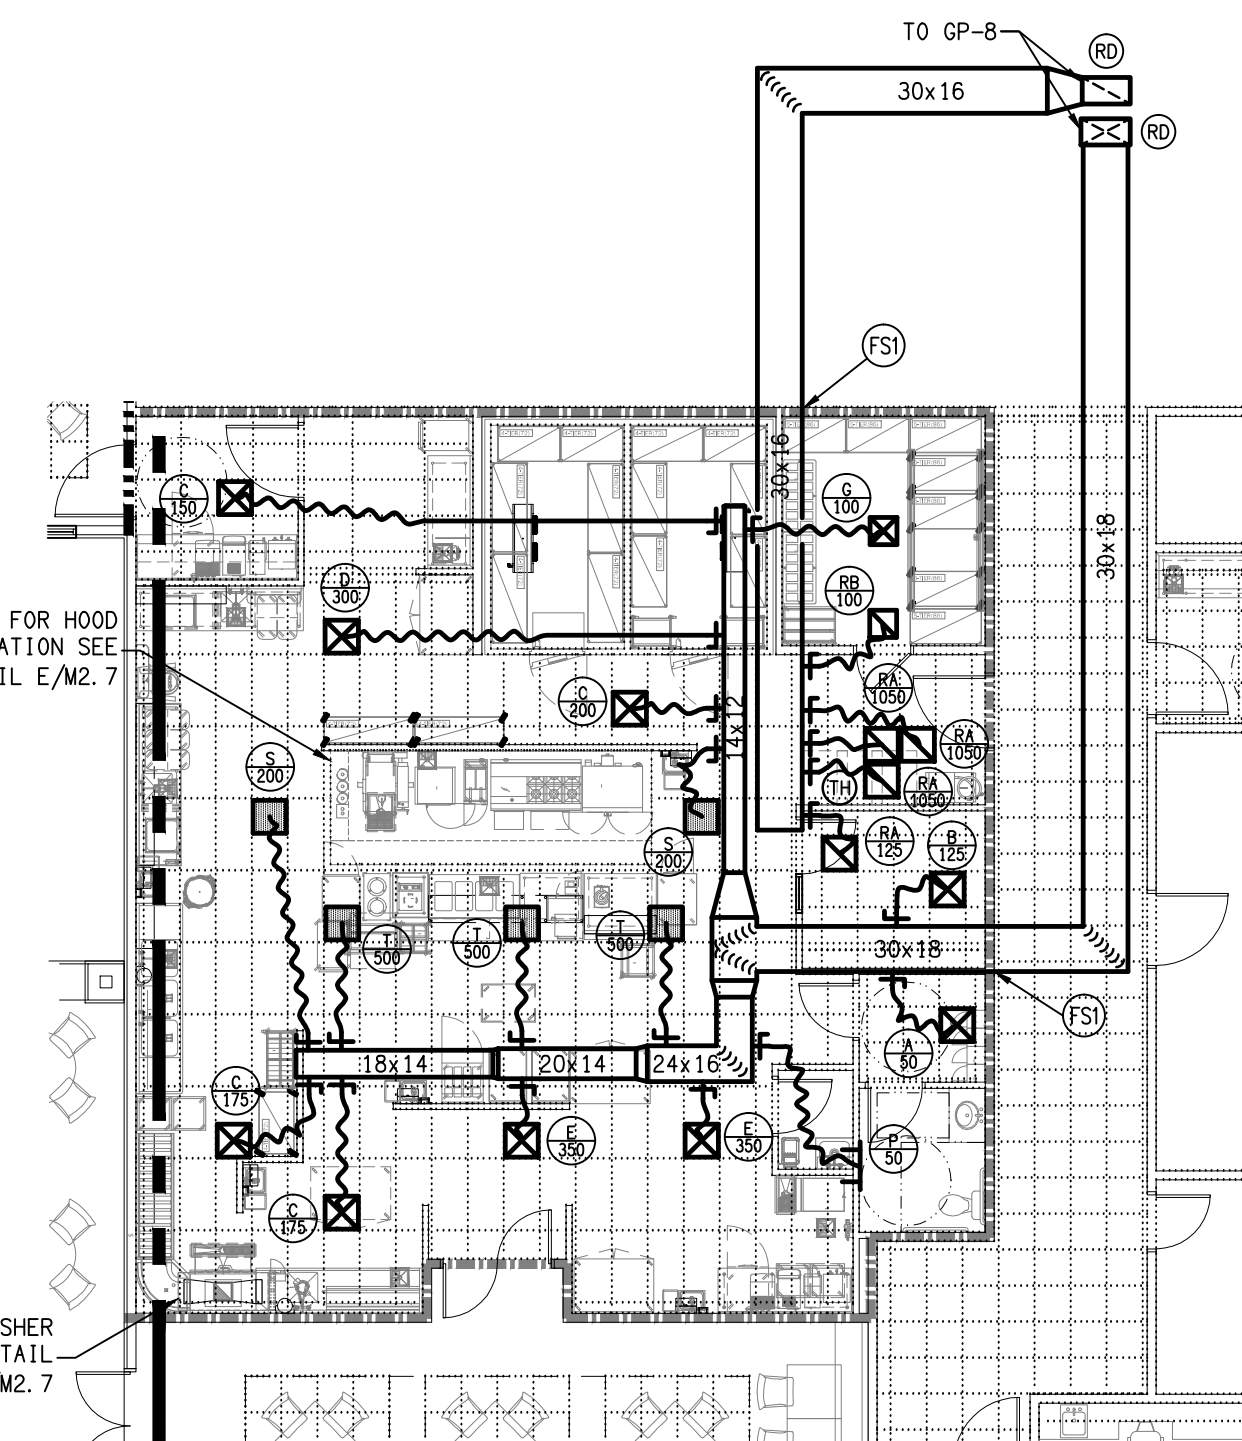 TO GP-8
RD
30x16
RD
FS1
30x16
C
150
G
100
30x18
D
300
RB
100
FOR HOOD
ATION SEE
IL E/M2.7
RA
1050
C
200
14x12
RA
1050
S
200
TH
RA
1050
S
200
RA
125
B
125
T
500
T
500
T
500
30x18
FS1
A
50
18x14
20x14
24x16
C
175
E
350
E
350
P
50
C
175
SHER
TAIL
M2.7